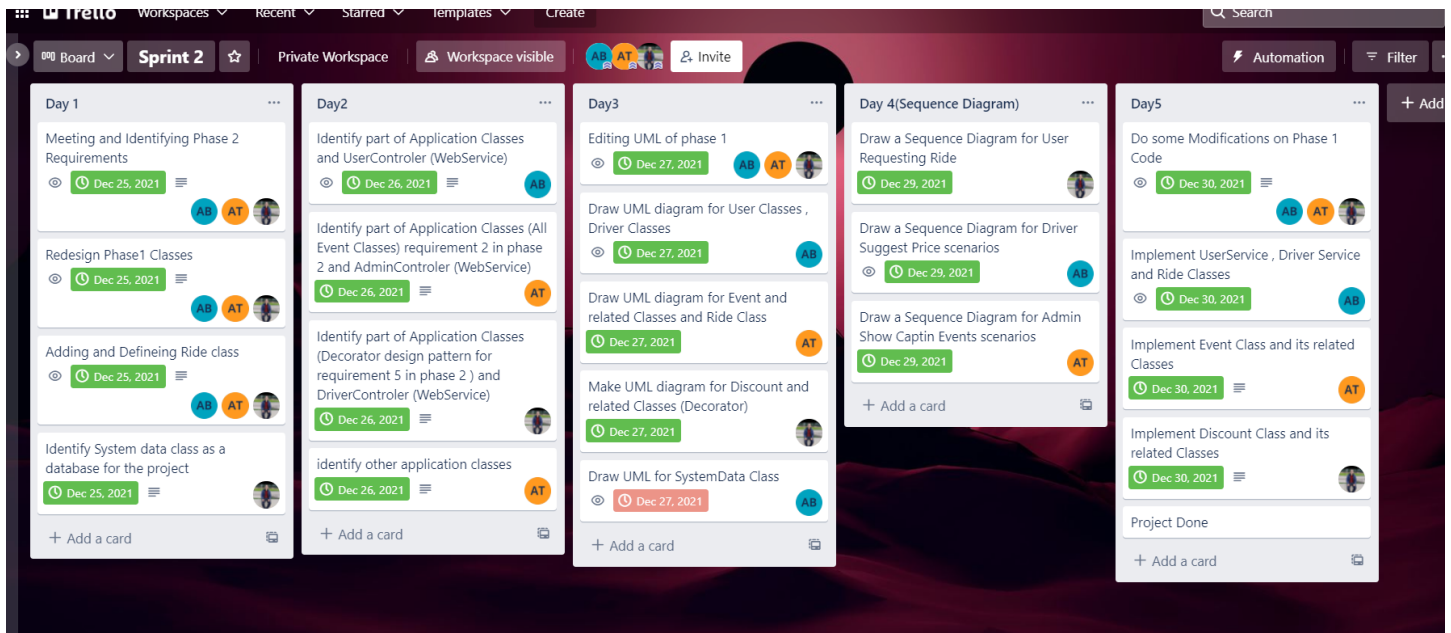 Trello Workspaces Recent Starred Templates Create Search
Board Sprint 2 Private Workspace Workspace visible AB AT Invite Automation Filter
Day 1
Meeting and Identifying Phase 2
Requirements
Dec 25, 2021
AB AT
Redesign Phase1 Classes
Dec 25, 2021
AB AT
Adding and Defineing Ride class
Dec 25, 2021
AB AT
Identify System data class as a
database for the project
Dec 25, 2021
+ Add a card
Day2
Identify part of Application Classes
and UserControler (WebService)
Dec 26, 2021
AB
Identify part of Application Classes (All
Event Classes) requirement 2 in phase
2 and AdminControler (WebService)
Dec 26, 2021
AT
Identify part of Application Classes
(Decorator design pattern for
requirement 5 in phase 2 ) and
DriverControler (WebService)
Dec 26, 2021
identify other application classes
Dec 26, 2021
AT
+ Add a card
Day3
Editing UML of phase 1
Dec 27, 2021
AB AT
Draw UML diagram for User Classes ,
Driver Classes
Dec 27, 2021
AB
Draw UML diagram for Event and
related Classes and Ride Class
Dec 27, 2021
AT
Make UML diagram for Discount and
related Classes (Decorator)
Dec 27, 2021
Draw UML for SystemData Class
Dec 27, 2021
AB
+ Add a card
Day 4(Sequence Diagram)
Draw a Sequence Diagram for User
Requesting Ride
Dec 29, 2021
Draw a Sequence Diagram for Driver
Suggest Price scenarios
Dec 29, 2021
AB
Draw a Sequence Diagram for Admin
Show Captin Events scenarios
Dec 29, 2021
AT
+ Add a card
Day5
Do some Modifications on Phase 1
Code
Dec 30, 2021
AB AT
Implement UserService , Driver Service
and Ride Classes
Dec 30, 2021
AB
Implement Event Class and its related
Classes
Dec 30, 2021
AT
Implement Discount Class and its
related Classes
Dec 30, 2021
Project Done
+ Add a card
+ Add